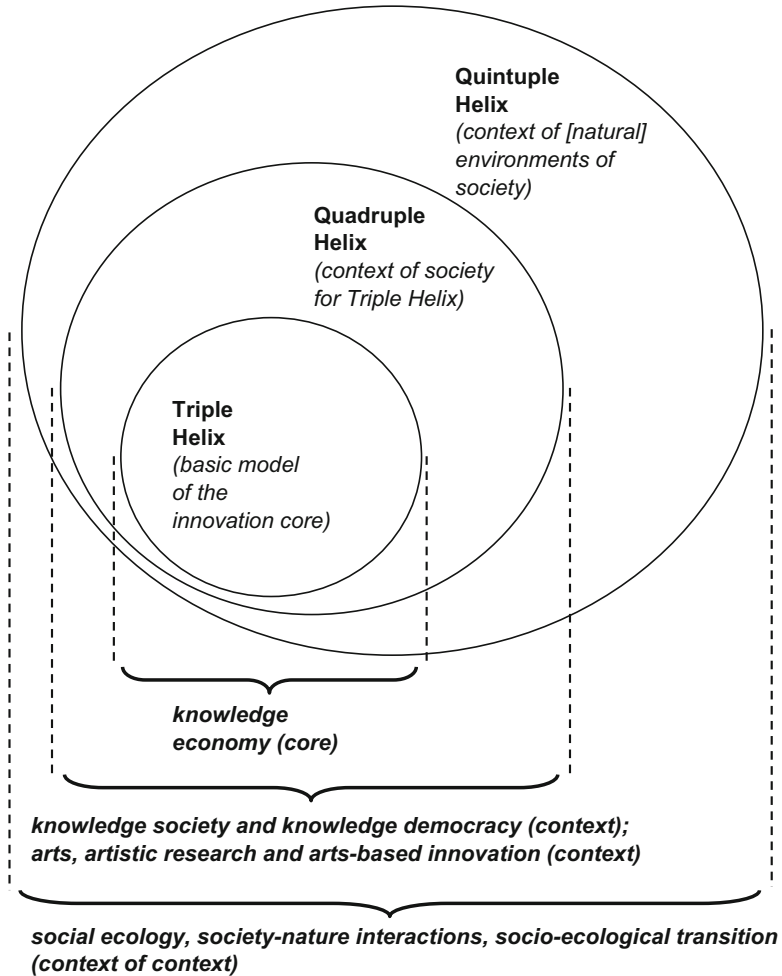 Quintuple
Helix
(context of [natural]
environments of
society)
Quadruple
Helix
(context of society
for Triple Helix)
Triple
Helix
(basic model
of the
innovation core)
knowledge
economy (core)
knowledge society and knowledge democracy (context);
arts, artistic research and arts-based innovation (context)
social ecology, society-nature interactions, socio-ecological transition
(context of context)